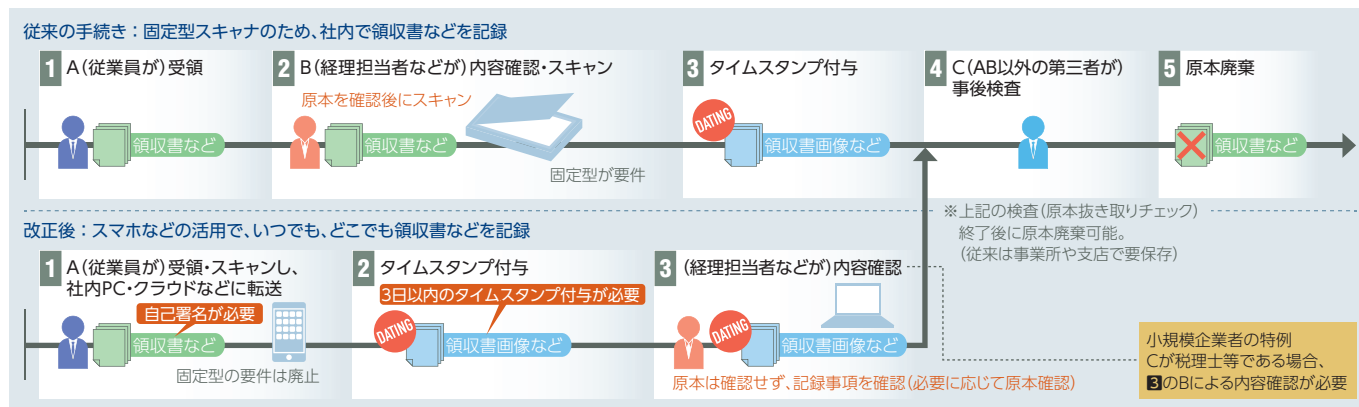 従来の手続き：固定型スキャナのため、社内で領収書などを記録
1 A（従業員が）受領
領収書など
2 B（経理担当者などが）内容確認・スキャン
原本を確認後にスキャン
領収書など
固定型が要件
3 タイムスタンプ付与
DATING
領収書画像など
4 C（AB以外の第三者が）
事後検査
5 原本廃棄
領収書など
※上記の検査（原本抜き取りチェック）
終了後に原本廃棄可能。
（従来は事業所や支店で要保存）
改正後：スマホなどの活用で、いつでも、どこでも領収書などを記録
1 A（従業員が）受領・スキャンし、
社内PC・クラウドなどに転送
自己署名が必要
領収書など
固定型の要件は廃止
2 タイムスタンプ付与
3日以内のタイムスタンプ付与が必要
DATING
領収書画像など
3 （経理担当者などが）内容確認
DATING
領収書画像など
原本は確認せず、記録事項を確認（必要に応じて原本確認）
小規模企業者の特例
Cが税理士等である場合、
3のBによる内容確認が必要